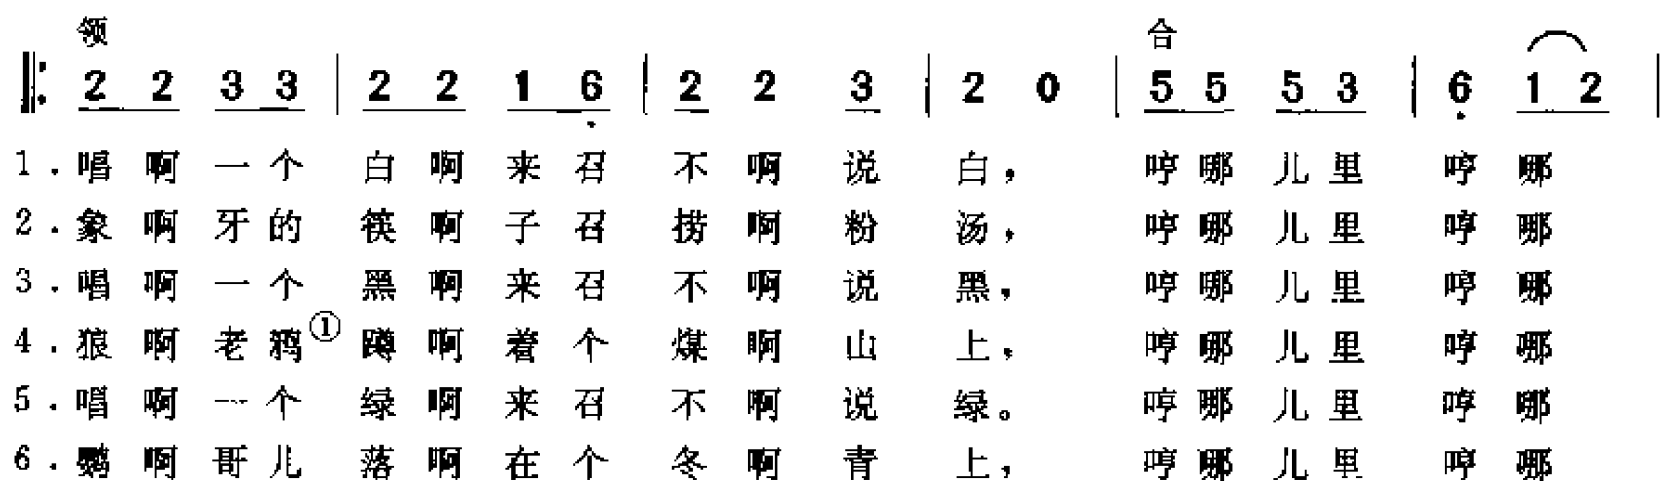 领 合
‖: 2 2 3 3 | 2 2 1 6 | 2 2 3 | 2 0 | 5 5 5 3 | 6 1 2 |
1.唱啊一个 白啊来召 不啊说 白， 哼哪儿里 哼哪
2.象啊牙的 筷啊子召 捞啊粉 汤， 哼哪儿里 哼哪
3.唱啊一个 黑啊来召 不啊说 黑， 哼哪儿里 哼哪
4.狼啊老鸦① 蹲啊着个 煤啊山 上， 哼哪儿里 哼哪
5.唱啊一个 绿啊来召 不啊说 绿。 哼哪儿里 哼哪
6.鹦啊哥儿 落啊在个 冬啊青 上， 哼哪儿里 哼哪